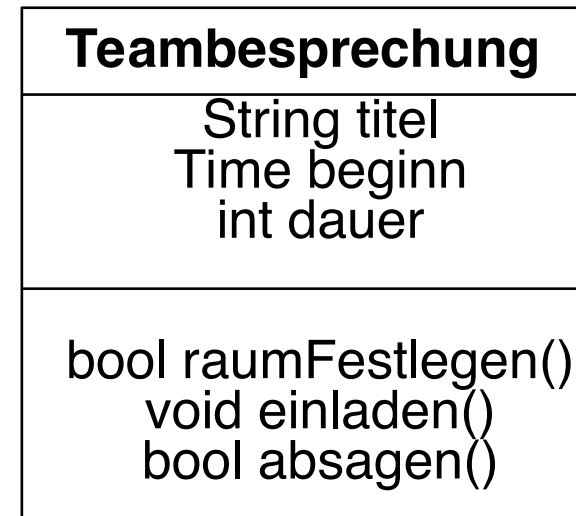 Teambesprechung
String titel
Time beginn
int dauer
bool raumFestlegen()
void einladen()
bool absagen()